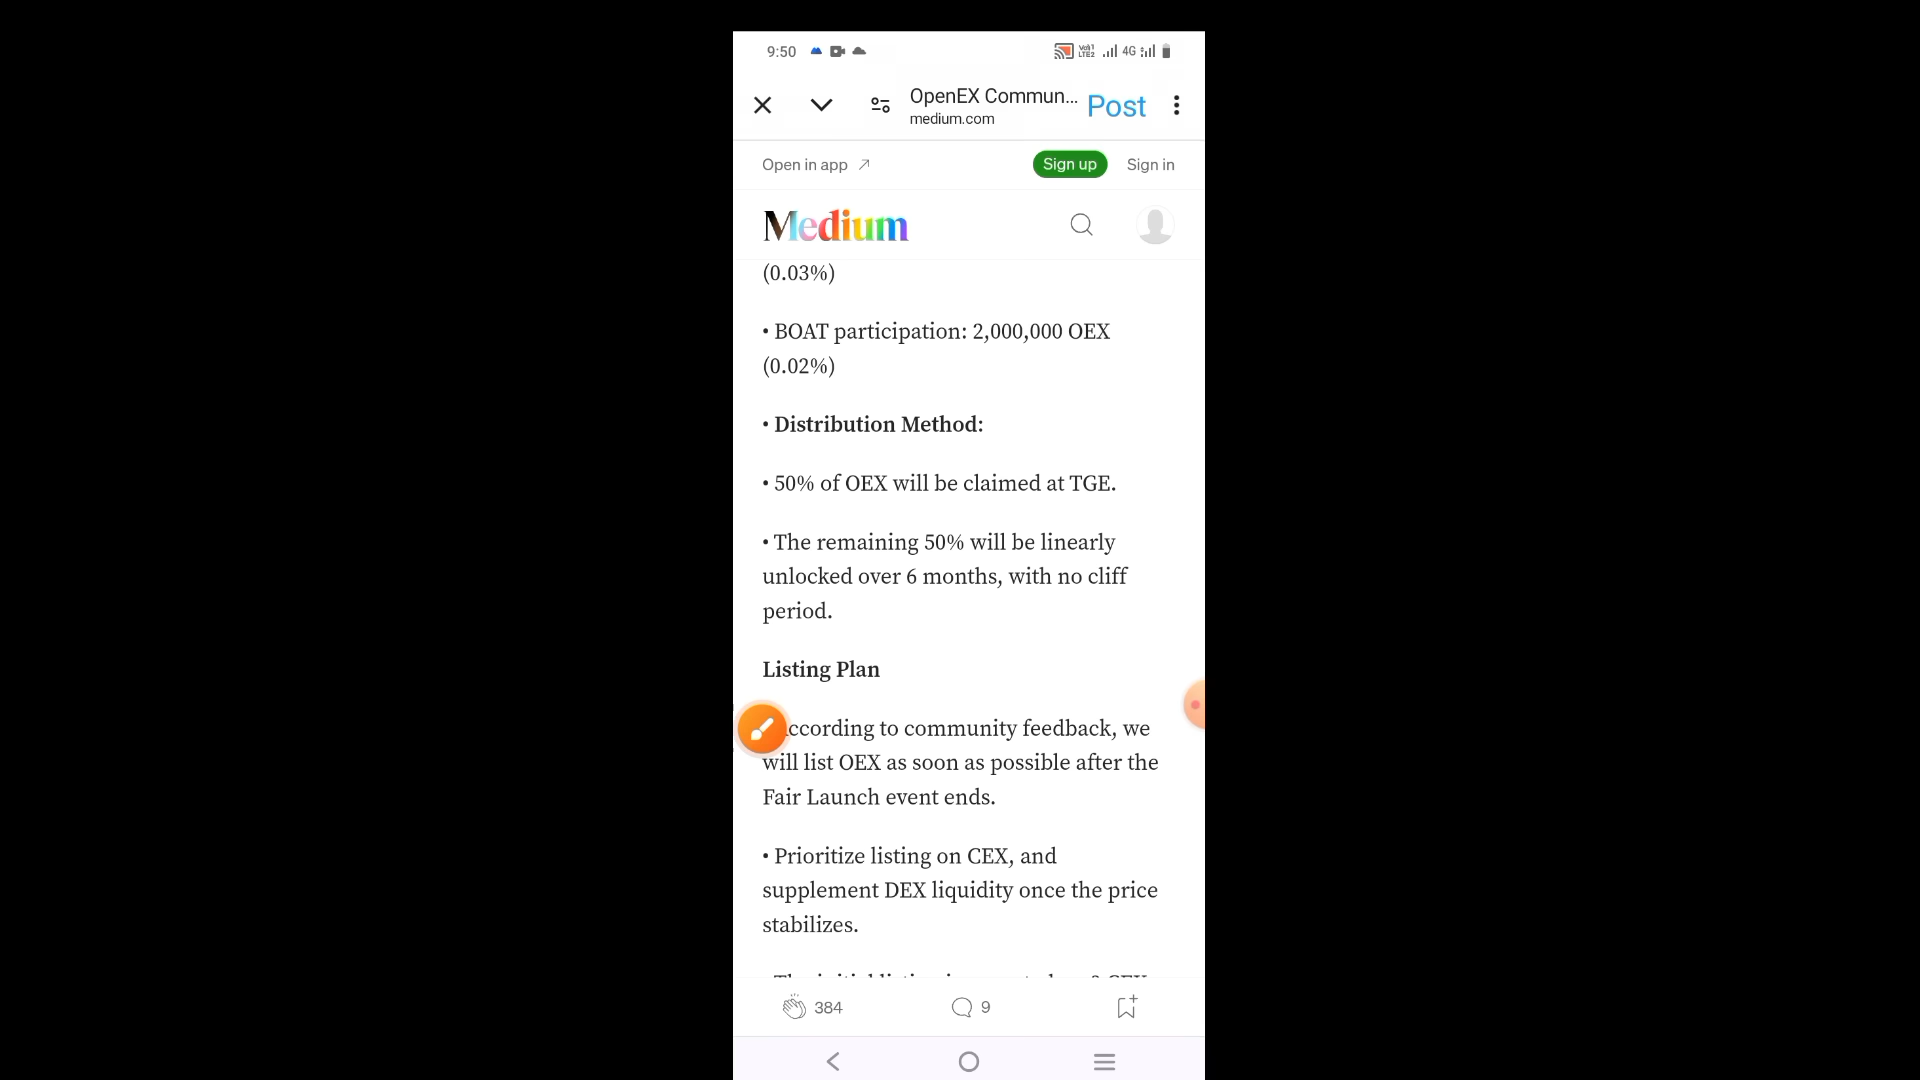 9:50
VoI1 LTE2 4G
OpenEX Commun... Post
medium.com
Open in app Sign up Sign in
Medium
(0.03%)
• BOAT participation: 2,000,000 OEX
(0.02%)
• Distribution Method:
• 50% of OEX will be claimed at TGE.
• The remaining 50% will be linearly
unlocked over 6 months, with no cliff
period.
Listing Plan
ccording to community feedback, we
will list OEX as soon as possible after the
Fair Launch event ends.
• Prioritize listing on CEX, and
supplement DEX liquidity once the price
stabilizes.
384 9